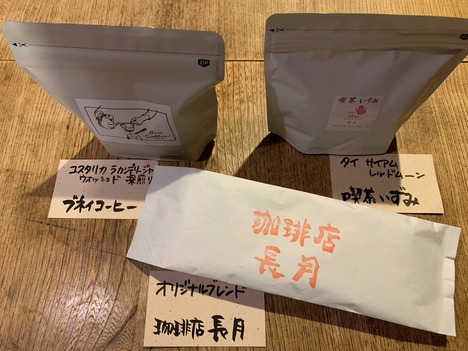 ZIP
Coffee
コスタリカ ラカンデリージャ
ウォッシュド 深煎り
ブネイコーヒー
喫茶いずみ
タイ サイアム
レッドムーン
喫茶いずみ
珈琲店
長月
オリジナルブレンド
珈琲店 長月